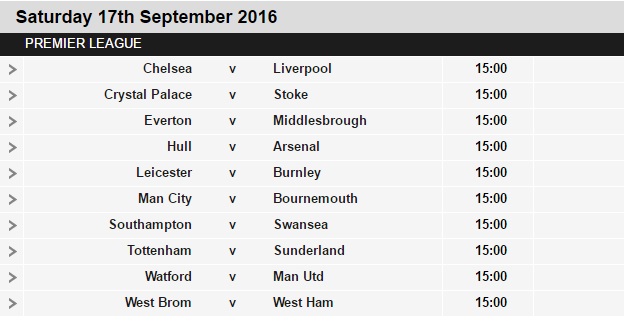 Saturday 17th September 2016
PREMIER LEAGUE
Chelsea v Liverpool 15:00
Crystal Palace v Stoke 15:00
Everton v Middlesbrough 15:00
Hull v Arsenal 15:00
Leicester v Burnley 15:00
Man City v Bournemouth 15:00
Southampton v Swansea 15:00
Tottenham v Sunderland 15:00
Watford v Man Utd 15:00
West Brom v West Ham 15:00